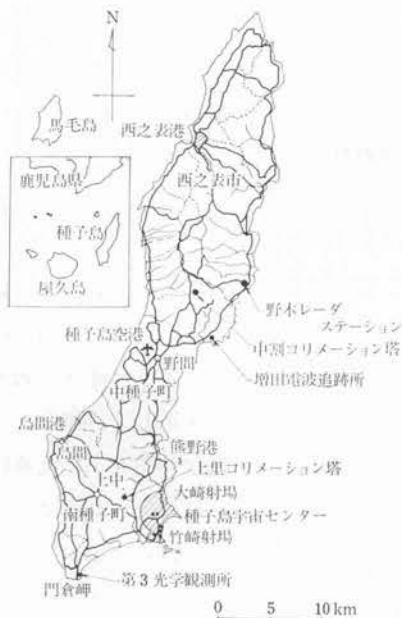 N
馬毛島
西之表港
鹿児島県
西之表市
種子島
屋久島
野木レーダ
ステーション
種子島空港
中割コリメーション塔
野間
増田電波追跡所
中種子町
島間港
熊野港
島間
上里コリメーション塔
上中
大崎射場
南種子町
種子島宇宙センター
竹崎射場
第3光学観測所
門倉岬
0 5 10km